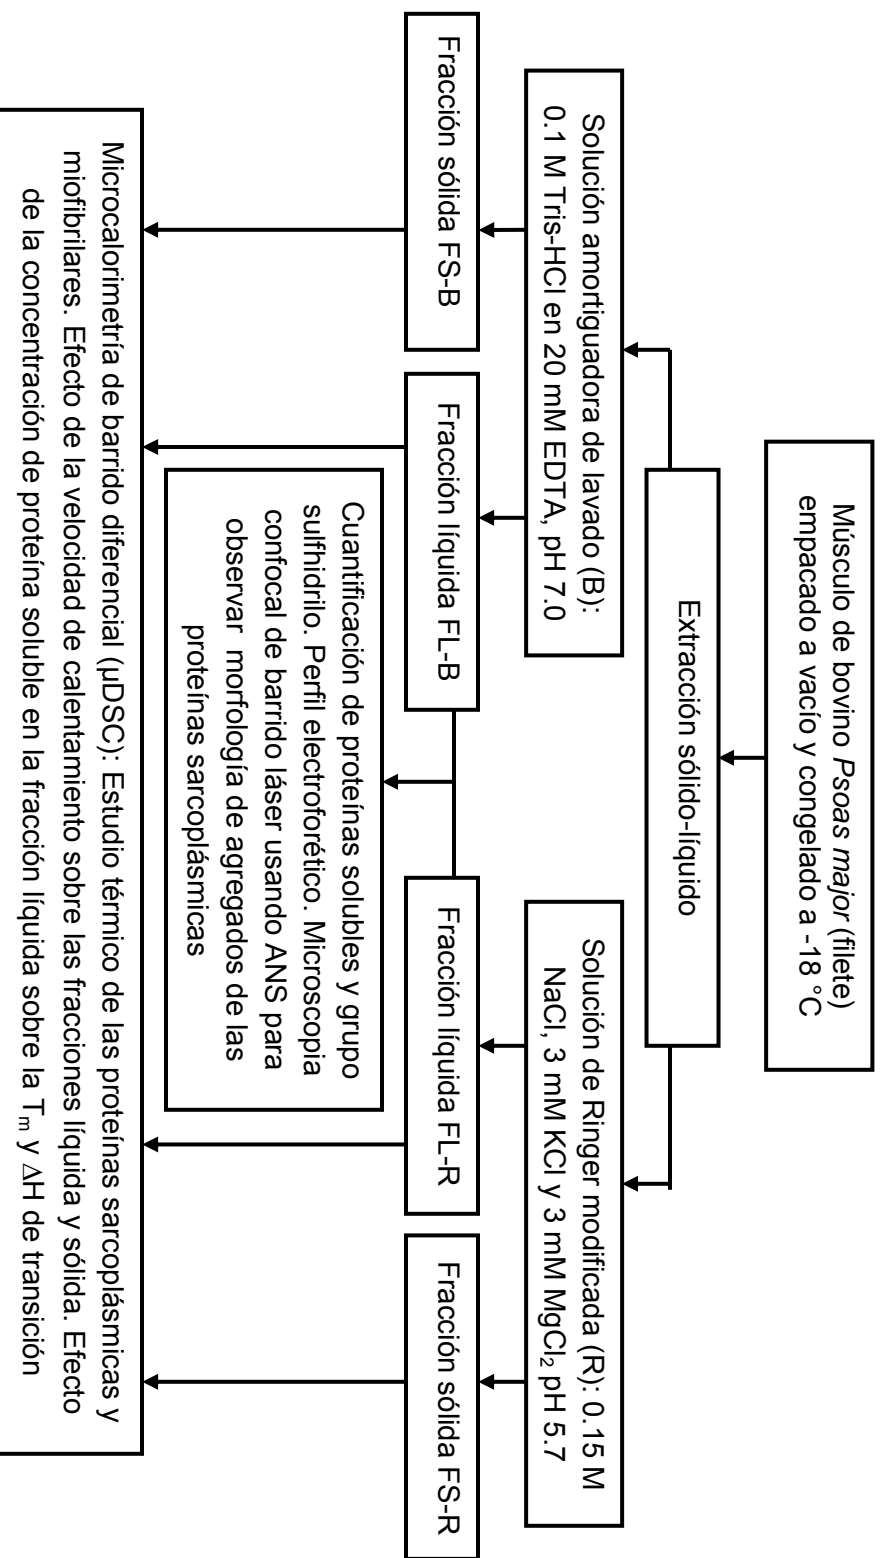 Músculo de bovino Psoas major (filete)
empacado a vacío y congelado a -18 °C
Extracción sólido-líquido
Solución amortiguadora de lavado (B):
0.1 M Tris-HCl en 20 mM EDTA, pH 7.0
Solución de Ringer modificada (R): 0.15 M
NaCl, 3 mM KCl y 3 mM MgCl₂ pH 5.7
Fracción sólida FS-B
Fracción líquida FL-B
Fracción líquida FL-R
Fracción sólida FS-R
Cuantificación de proteínas solubles y grupo
sulfhidrilo. Perfil electroforético. Microscopia
confocal de barrido láser usando ANS para
observar morfología de agregados de las
proteínas sarcoplásmicas
Microcalorimetría de barrido diferencial (μDSC): Estudio térmico de las proteínas sarcoplásmicas y
miofibrilares. Efecto de la velocidad de calentamiento sobre las fracciones líquida y sólida. Efecto
de la concentración de proteína soluble en la fracción líquida sobre la Tₘ y ΔH de transición